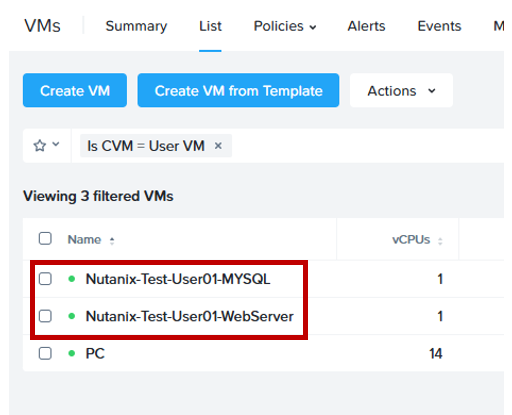 VMs Summary List Policies Alerts Events M
Create VM Create VM from Template Actions
Is CVM = User VM ×
Viewing 3 filtered VMs
Name vCPUs
Nutanix-Test-User01-MYSQL 1
Nutanix-Test-User01-WebServer 1
PC 14